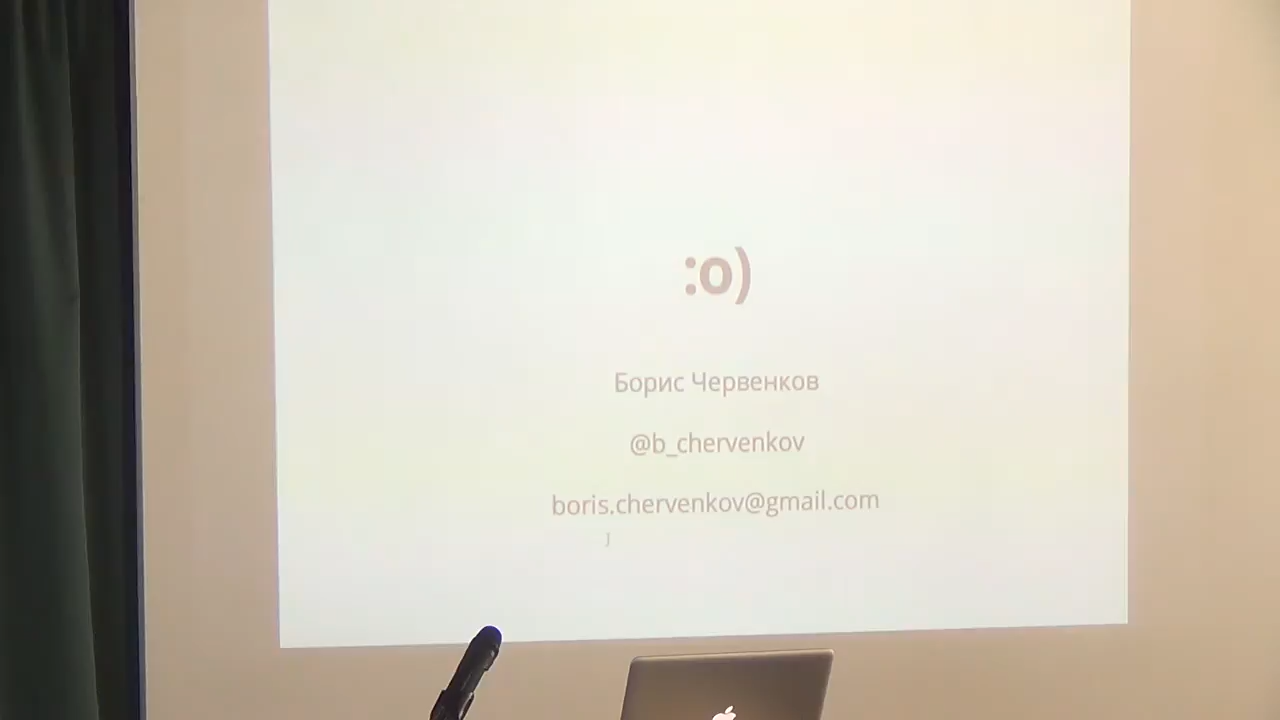 :o)
Борис Червенков
@b_chervenkov
boris.chervenkov@gmail.com
J